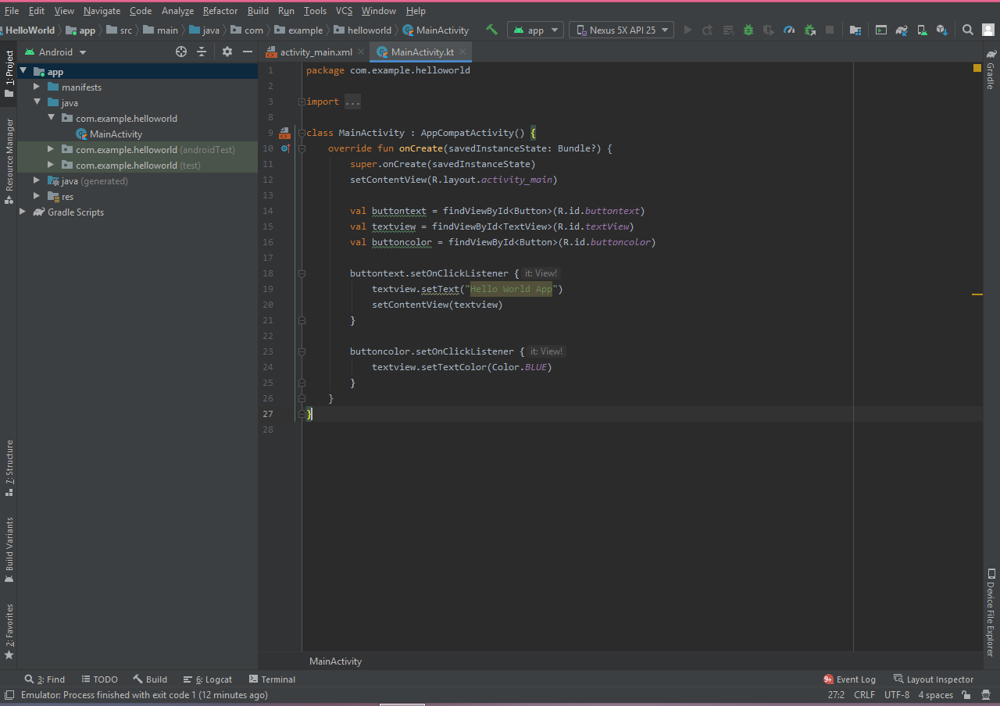 File Edit View Navigate Code Analyze Refactor Build Run Tools VCS Window Help
HelloWorld app src main java com example helloworld MainActivity app Nexus 5X API 25
1: Project
Resource Manager
7: Structure
Build Variants
2: Favorites
Android
app
manifests
java
com.example.helloworld
MainActivity
com.example.helloworld (androidTest)
com.example.helloworld (test)
java (generated)
res
Gradle Scripts
activity_main.xml MainActivity.kt
1 package com.example.helloworld
2
3 import ...
8
9 class MainActivity : AppCompatActivity() {
10 override fun onCreate(savedInstanceState: Bundle?) {
11 super.onCreate(savedInstanceState)
12 setContentView(R.layout.activity_main)
13
14 val buttontext = findViewById<Button>(R.id.buttontext)
15 val textview = findViewById<TextView>(R.id.textView)
16 val buttoncolor = findViewById<Button>(R.id.buttoncolor)
17
18 buttontext.setOnClickListener { it: View!
19 textview.setText("Hello World App")
20 setContentView(textview)
21 }
22
23 buttoncolor.setOnClickListener { it: View!
24 textview.setTextColor(Color.BLUE)
25 }
26 }
27 }
28
MainActivity
Gradle
Device File Explorer
3: Find TODO Build 6: Logcat Terminal 9+ Event Log Layout Inspector
Emulator: Process finished with exit code 1 (12 minutes ago) 27:2 CRLF UTF-8 4 spaces